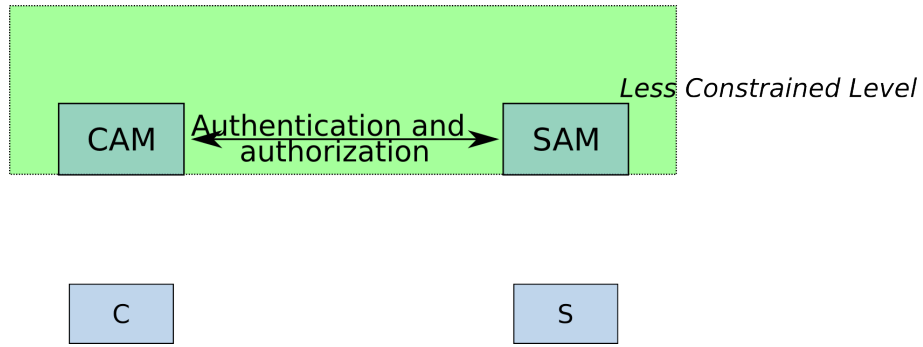 Less Constrained Level
CAM
Authentication and
authorization
SAM
C
S